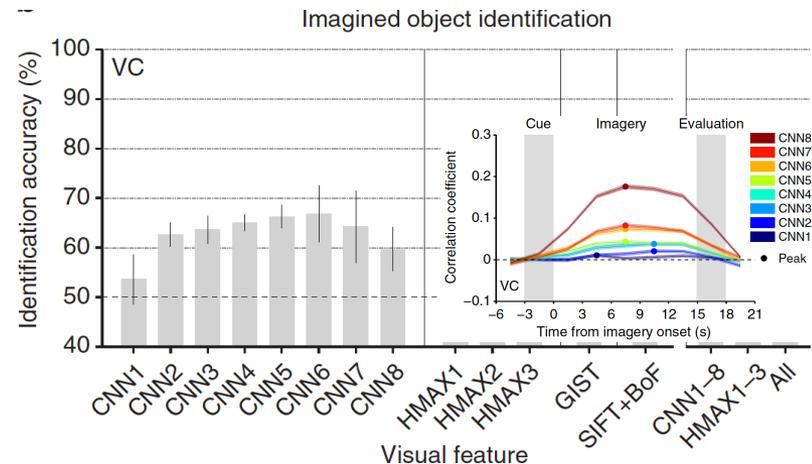 Imagined object identification
Identification accuracy (%)
100
90
80
70
60
50
40
VC
CNN1
CNN2
CNN3
CNN4
CNN5
CNN6
CNN7
CNN8
HMAX1
HMAX2
HMAX3
GIST
SIFT+BoF
CNN1–8
HMAX1–3
All
Visual feature
Cue
Imagery
Evaluation
Correlation coefficient
0.3
0.2
0.1
0
–0.1
VC
–6
–3
0
3
6
9
12
15
18
21
Time from imagery onset (s)
CNN8
CNN7
CNN6
CNN5
CNN4
CNN3
CNN2
CNN1
Peak